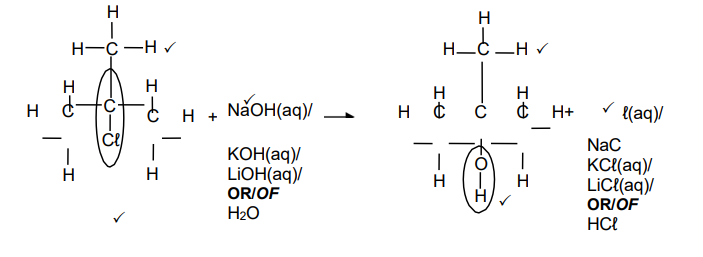 H
H
H—C—H ✓
H—C—H ✓
H
H
H
H
H C C C H + NaOH(aq)/
H C C C H+ ✓ ℓ(aq)/
✓
Cℓ
H
H
KOH(aq)/
LiOH(aq)/
OR/OF
H2O
✓
O
H
H
H
✓
NaC
KCℓ(aq)/
LiCℓ(aq)/
OR/OF
HCℓ